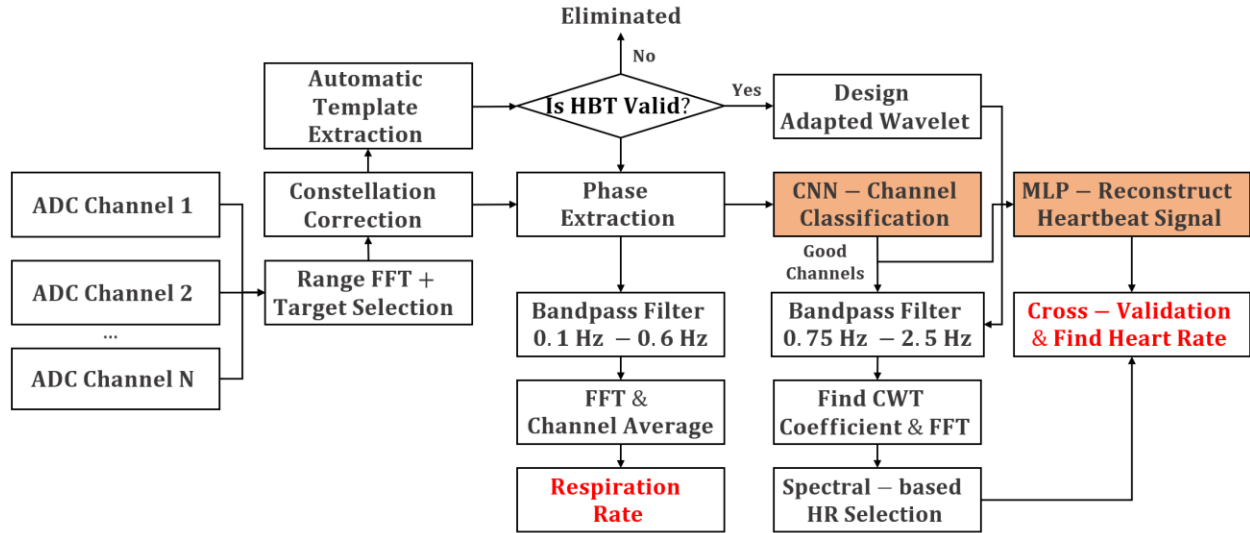 Eliminated
No
Automatic
Template
Extraction
Is HBT Valid?
Yes
Design
Adapted Wavelet
ADC Channel 1
Constellation
Correction
Phase
Extraction
CNN – Channel
Classification
MLP – Reconstruct
Heartbeat Signal
Good
Channels
ADC Channel 2
...
ADC Channel N
Range FFT +
Target Selection
Bandpass Filter
0.1 Hz – 0.6 Hz
Bandpass Filter
0.75 Hz – 2.5 Hz
Cross – Validation
& Find Heart Rate
FFT &
Channel Average
Find CWT
Coefficient & FFT
Respiration
Rate
Spectral – based
HR Selection